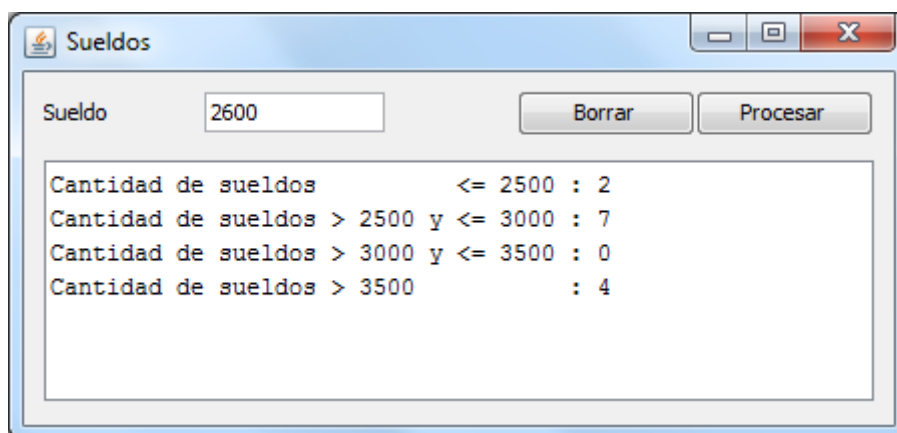 Sueldos
Sueldo 2600 Borrar Procesar
Cantidad de sueldos <= 2500 : 2
Cantidad de sueldos > 2500 y <= 3000 : 7
Cantidad de sueldos > 3000 y <= 3500 : 0
Cantidad de sueldos > 3500 : 4